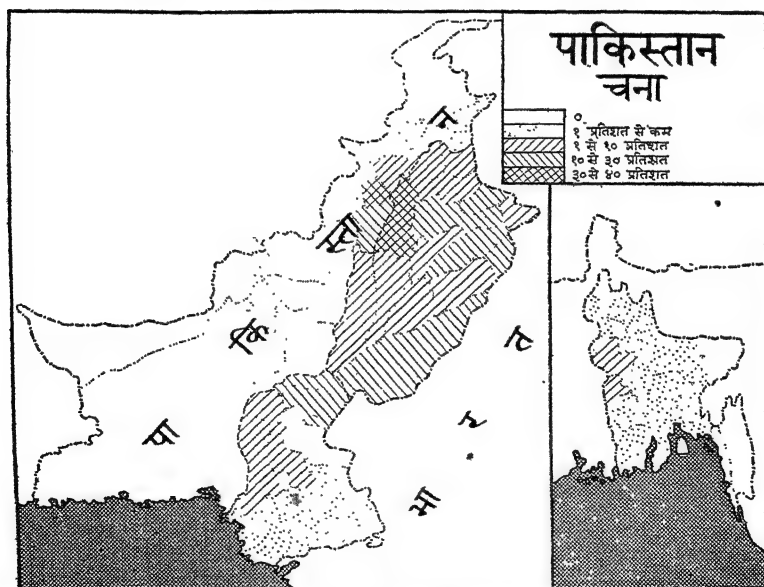 पाकिस्तान
चना
०
१ प्रतिशत से कम
१ से १० प्रतिशत
१० से ३० प्रतिशत
३० से ४० प्रतिशत
पा कि स्ता न
भा र त